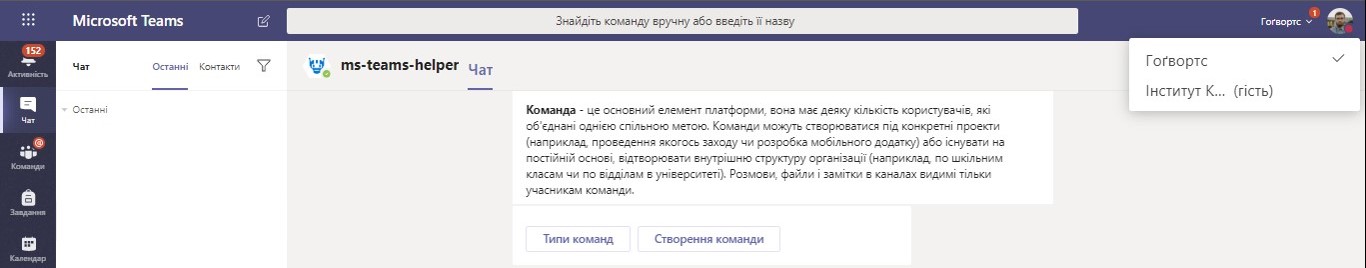 Microsoft Teams
Знайдіть команду вручну або введіть її назву
Гоґвортс
1
Гоґвортс
Інститут К... (гість)
152
Активність
Чат
@
Команди
Завдання
Календар
Чат
Останні
Контакти
Останні
ms-teams-helper
Чат
Команда - це основний елемент платформи, вона має деяку кількість користувачів, які
об'єднані однією спільною метою. Команди можуть створюватися під конкретні проекти
(наприклад, проведення якогось заходу чи розробка мобільного додатку) або існувати на
постійній основі, відтворювати внутрішню структуру організації (наприклад, по шкільним
класам чи по відділам в університеті). Розмови, файли і замітки в каналах видимі тільки
учасникам команди.
Типи команд
Створення команди